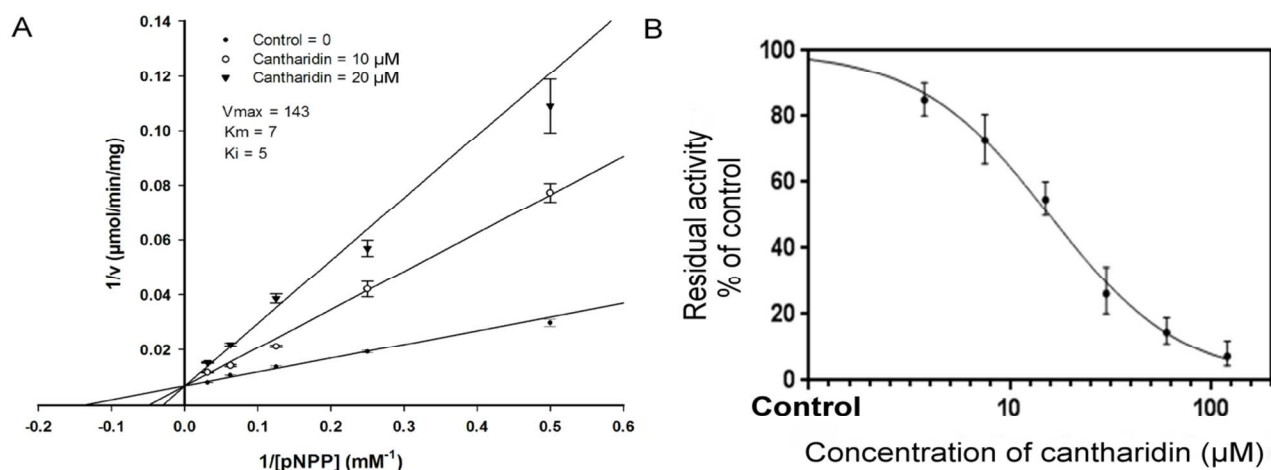 A
0.14
0.12
0.10
0.08
0.06
0.04
0.02
-0.2
-0.1
0.0
0.1
0.2
0.3
0.4
0.5
0.6
1/v (µmol/min/mg)
1/[pNPP] (mM⁻¹)
Control = 0
Cantharidin = 10 µM
Cantharidin = 20 µM
Vmax = 143
Km = 7
Ki = 5
B
100
80
60
40
20
0
Residual activity
% of control
Control
10
100
Concentration of cantharidin (µM)